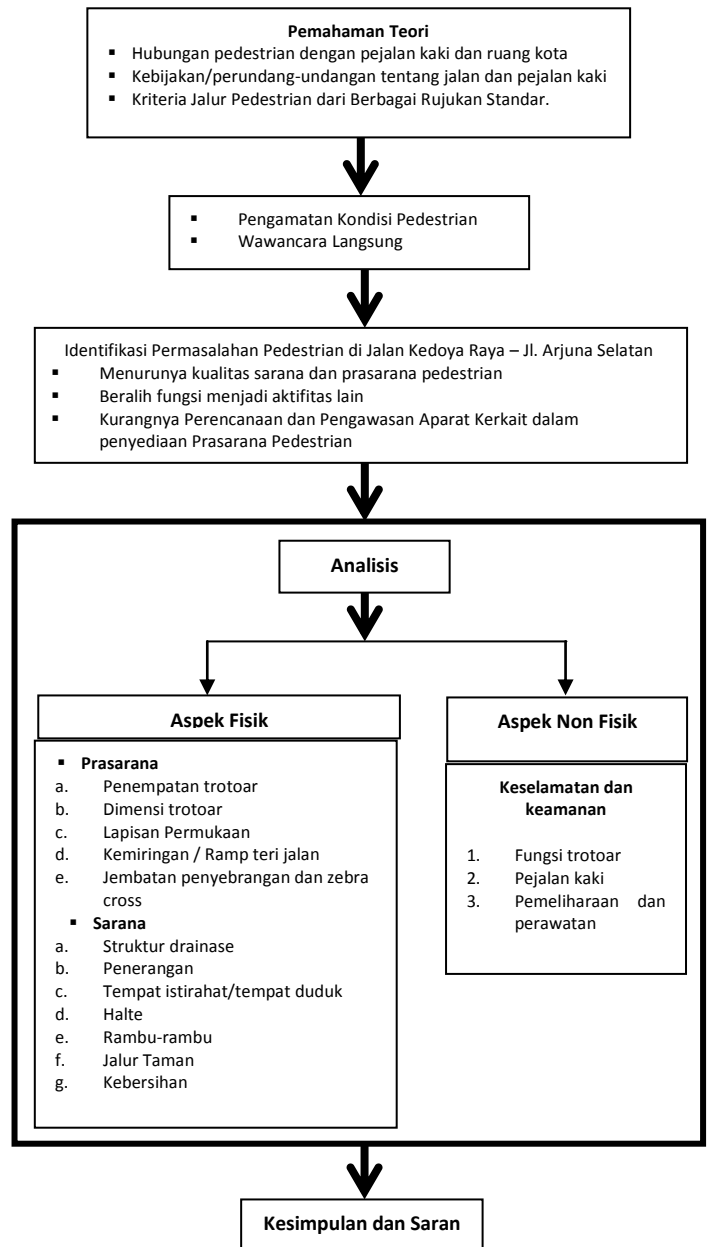 Pemahaman Teori
▪ Hubungan pedestrian dengan pejalan kaki dan ruang kota
▪ Kebijakan/perundang-undangan tentang jalan dan pejalan kaki
▪ Kriteria Jalur Pedestrian dari Berbagai Rujukan Standar.
▪ Pengamatan Kondisi Pedestrian
▪ Wawancara Langsung
Identifikasi Permasalahan Pedestrian di Jalan Kedoya Raya – Jl. Arjuna Selatan
▪ Menurunya kualitas sarana dan prasarana pedestrian
▪ Beralih fungsi menjadi aktifitas lain
▪ Kurangnya Perencanaan dan Pengawasan Aparat Kerkait dalam
penyediaan Prasarana Pedestrian
Analisis
Aspek Fisik
▪ Prasarana
a. Penempatan trotoar
b. Dimensi trotoar
c. Lapisan Permukaan
d. Kemiringan / Ramp teri jalan
e. Jembatan penyebrangan dan zebra
cross
▪ Sarana
a. Struktur drainase
b. Penerangan
c. Tempat istirahat/tempat duduk
d. Halte
e. Rambu-rambu
f. Jalur Taman
g. Kebersihan
Aspek Non Fisik
Keselamatan dan
keamanan
1. Fungsi trotoar
2. Pejalan kaki
3. Pemeliharaan dan
perawatan
Kesimpulan dan Saran